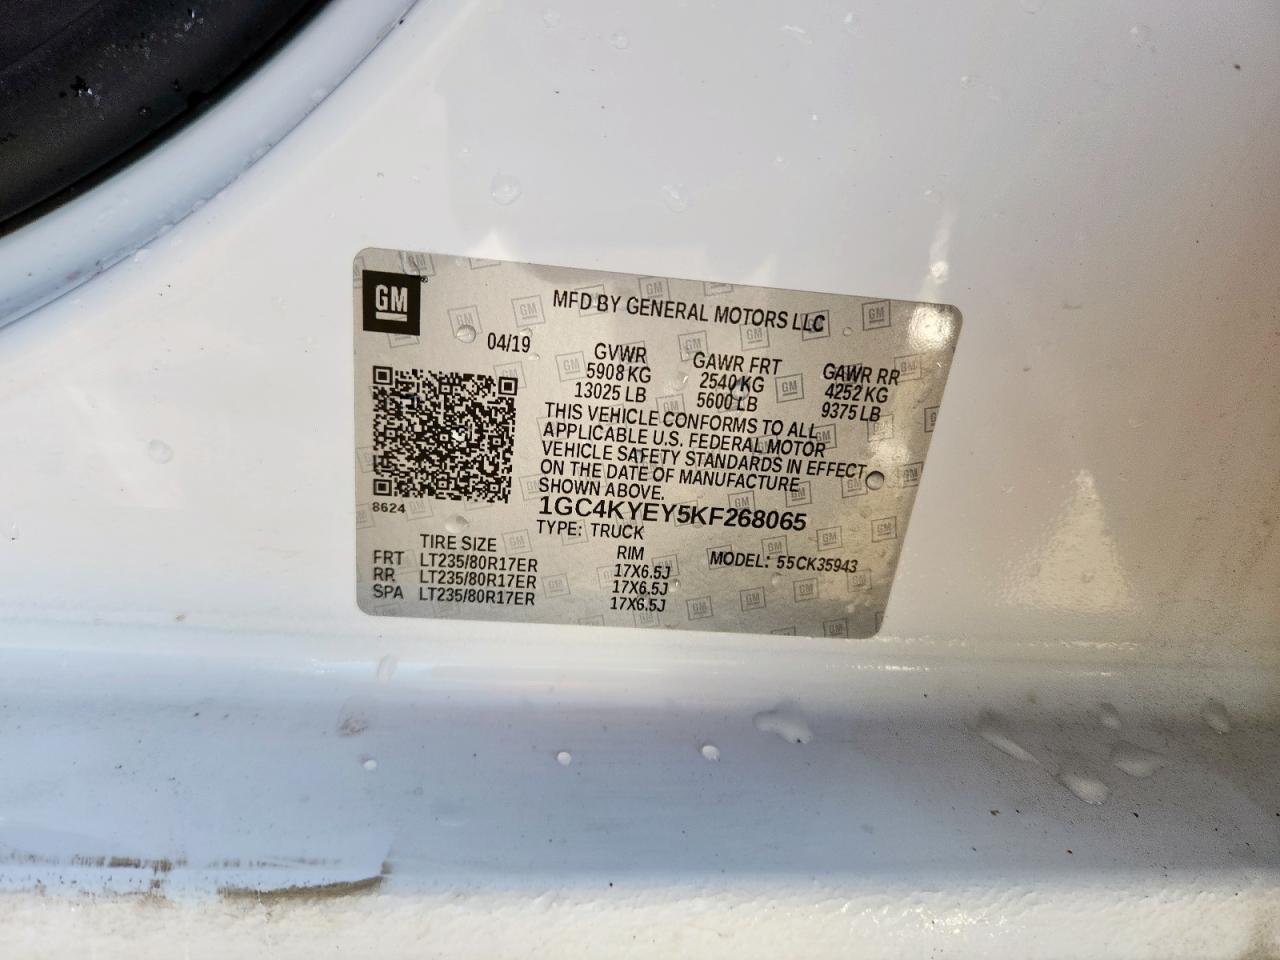 GM
MFD BY GENERAL MOTORS LLC
04/19
GVWR GAWR FRT GAWR RR
5908 KG 2540 KG 4252 KG
13025 LB 5600 LB 9375 LB
THIS VEHICLE CONFORMS TO ALL
APPLICABLE U.S. FEDERAL MOTOR
VEHICLE SAFETY STANDARDS IN EFFECT
ON THE DATE OF MANUFACTURE
SHOWN ABOVE.
8624
1GC4KYEY5KF268065
TYPE: TRUCK
MODEL: 55CK35943
TIRE SIZE RIM
FRT LT235/80R17ER 17X6.5J
RR LT235/80R17ER 17X6.5J
SPA LT235/80R17ER 17X6.5J